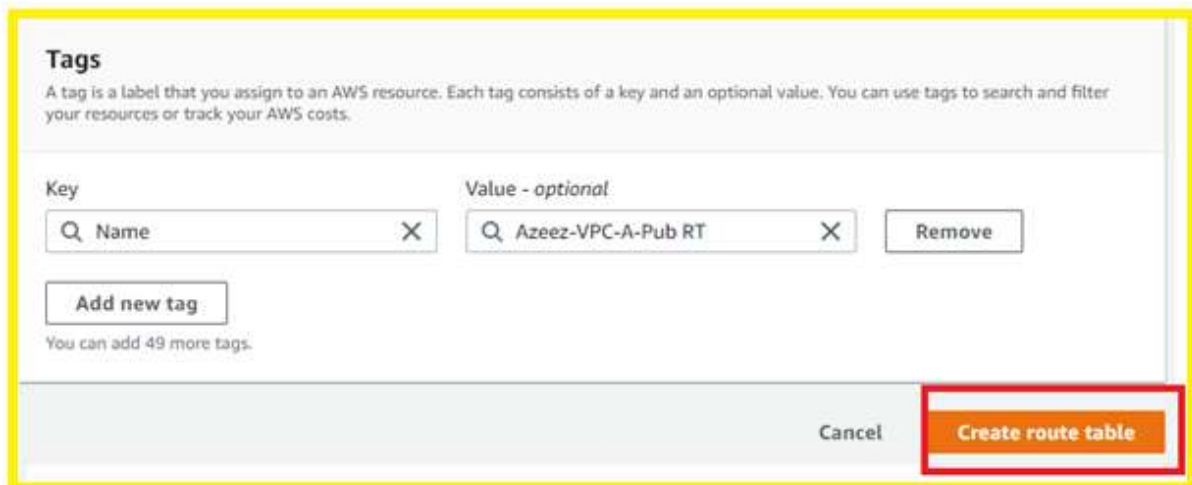 Tags
A tag is a label that you assign to an AWS resource. Each tag consists of a key and an optional value. You can use tags to search and filter
your resources or track your AWS costs.
Key
Value - optional
Name
Azeez-VPC-A-Pub RT
Remove
Add new tag
You can add 49 more tags.
Cancel
Create route table